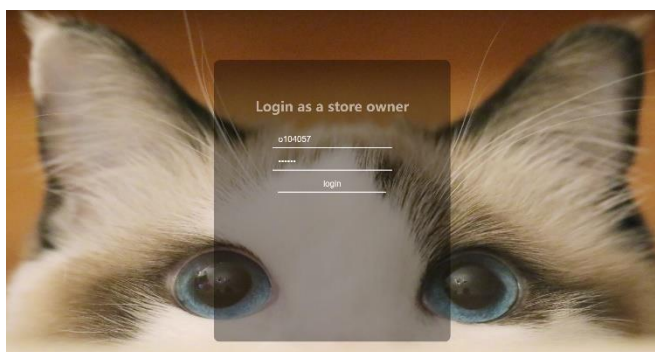 Login as a store owner
o104057
••••••
login